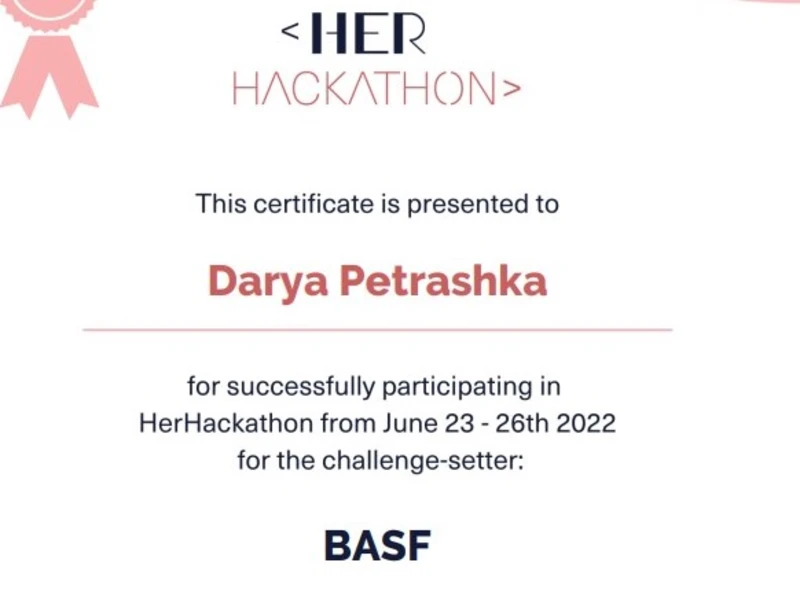 <HER
HACKATHON>
This certificate is presented to
Darya Petrashka
for successfully participating in
HerHackathon from June 23 - 26th 2022
for the challenge-setter:
BASF